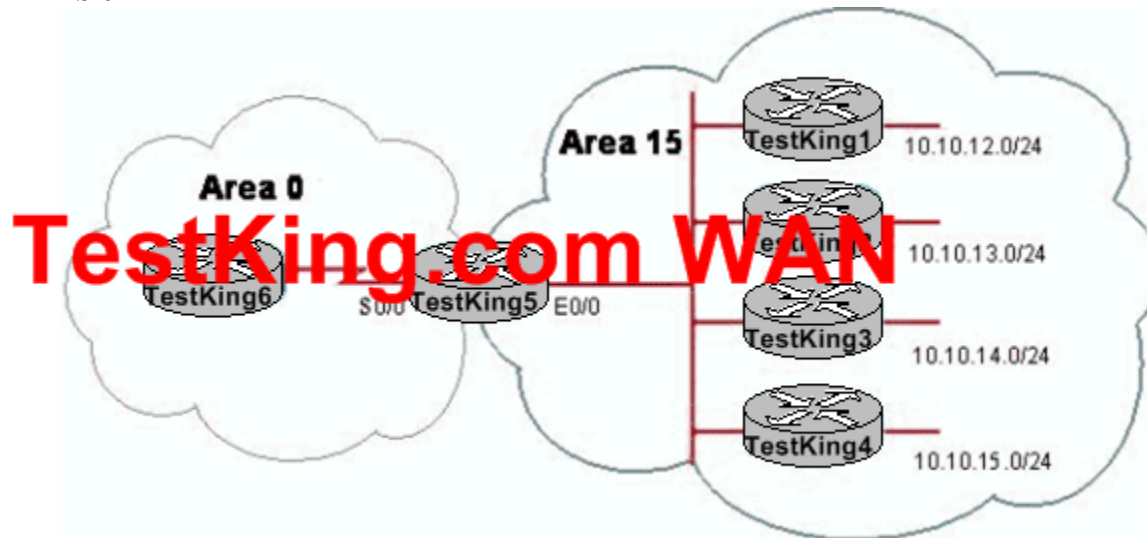 Area 0
TestKing6
S0/0
TestKing5
E0/0
Area 15
TestKing1
10.10.12.0/24
10.10.13.0/24
TestKing3
10.10.14.0/24
TestKing4
10.10.15.0/24
TestKing.com WAN